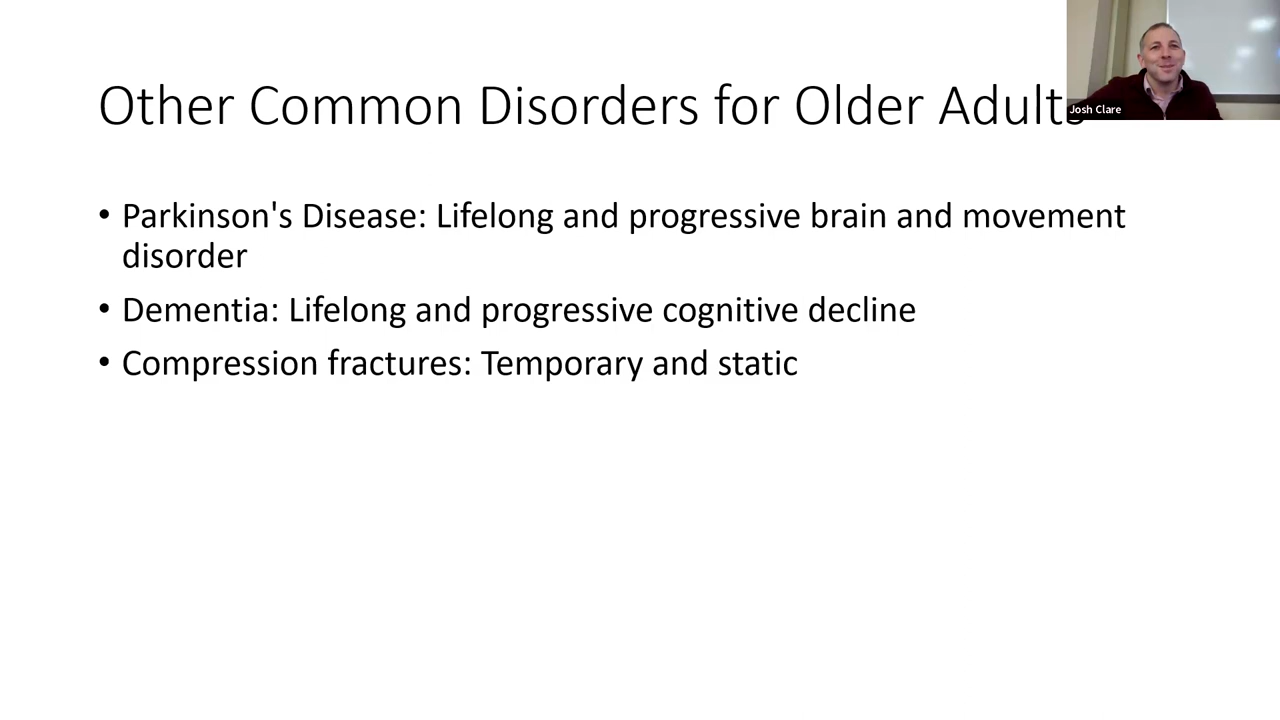 Other Common Disorders for Older Adults
Josh Clare
• Parkinson's Disease: Lifelong and progressive brain and movement
disorder
• Dementia: Lifelong and progressive cognitive decline
• Compression fractures: Temporary and static